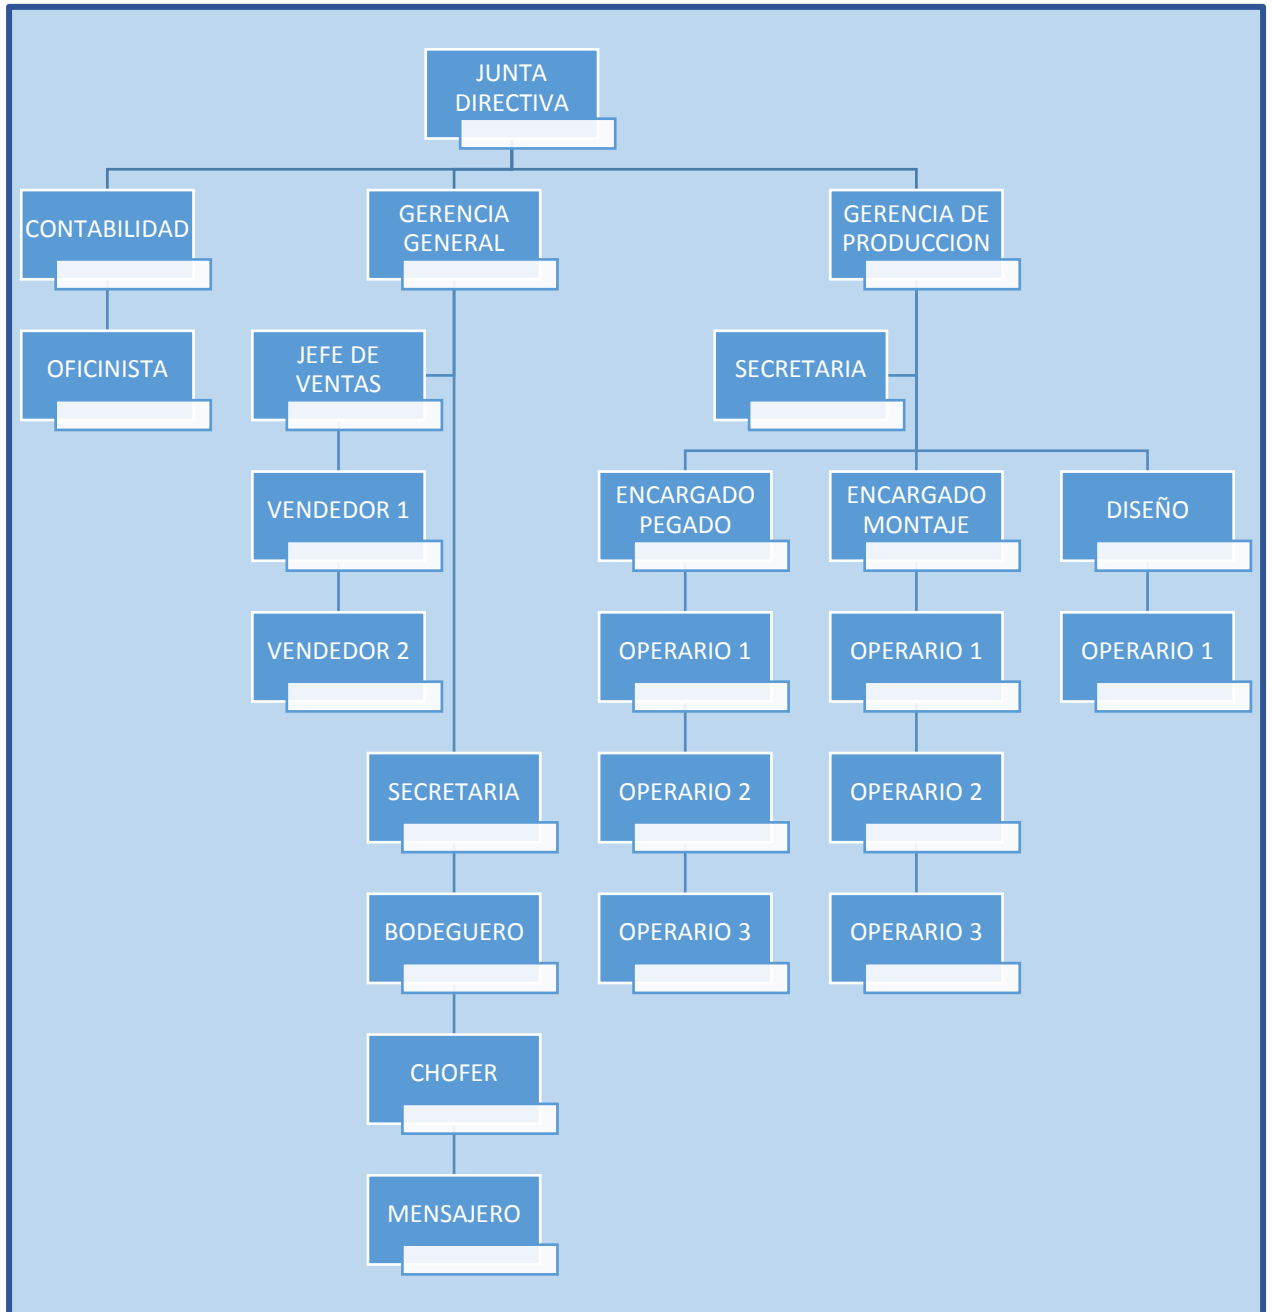 JUNTA
DIRECTIVA
CONTABILIDAD
GERENCIA
GENERAL
GERENCIA DE
PRODUCCION
OFICINISTA
JEFE DE
VENTAS
SECRETARIA
VENDEDOR 1
ENCARGADO
PEGADO
ENCARGADO
MONTAJE
DISEÑO
VENDEDOR 2
OPERARIO 1
OPERARIO 1
OPERARIO 1
SECRETARIA
OPERARIO 2
OPERARIO 2
BODEGUERO
OPERARIO 3
OPERARIO 3
CHOFER
MENSAJERO